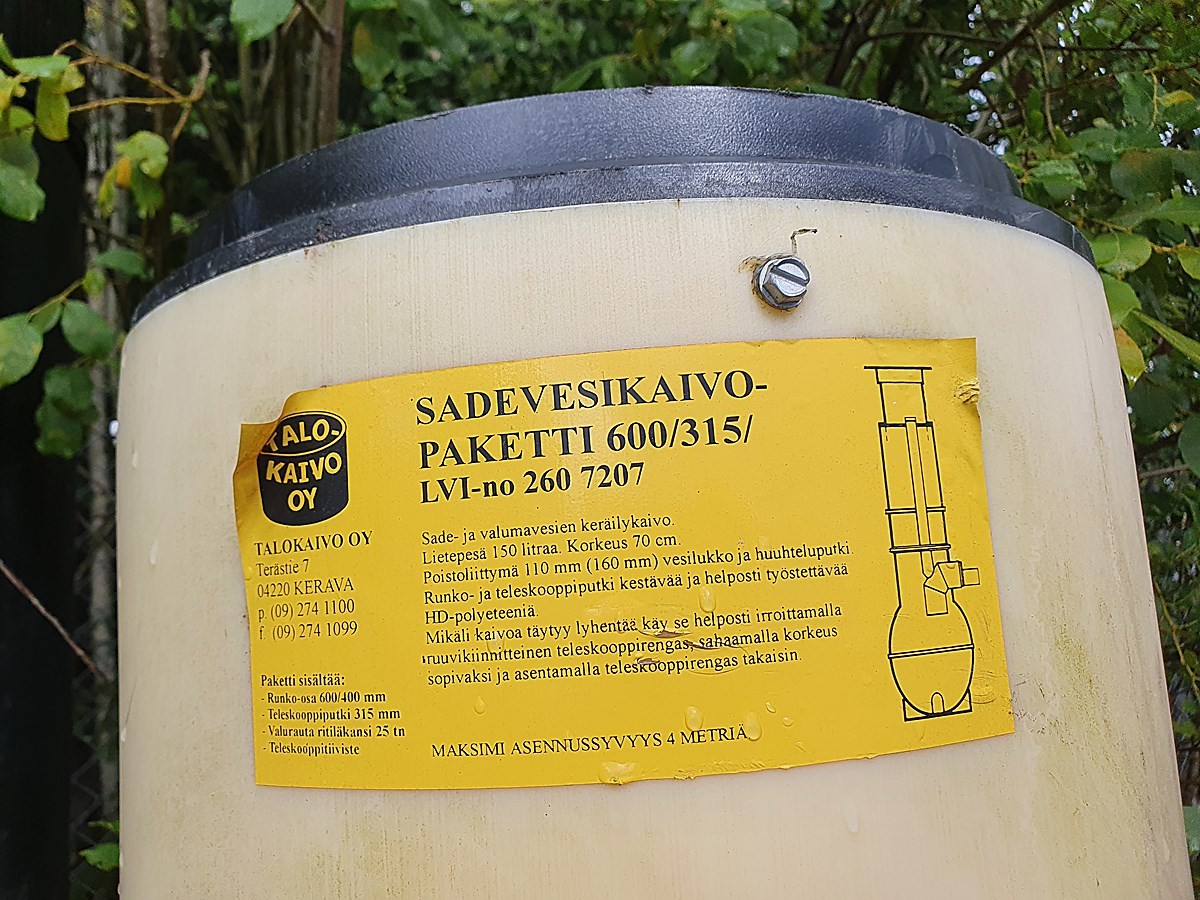 TALO-
KAIVO
OY
TALOKAIVO OY
Terästie 7
04220 KERAVA
p. (09) 274 1100
f. (09) 274 1099
Paketti sisältää:
- Runko-osa 600/400 mm
- Teleskooppiputki 315 mm
- Valurauta ritiläkansi 25 tn
- Teleskooppitiiviste
SADEVESIKAIVO-
PAKETTI 600/315/
LVI-no 260 7207
Sade- ja valumavesien keräilykaivo.
Lietepesä 150 litraa. Korkeus 70 cm.
Poistoliittymä 110 mm (160 mm) vesilukko ja huuhteluputki.
Runko- ja teleskooppiputki kestävää ja helposti työstettävää
HD-polyeteeniä.
Mikäli kaivoa täytyy lyhentää käy se helposti irroittamalla
ruuvikiinnitteinen teleskooppirengas, sahaamalla korkeus
sopivaksi ja asentamalla teleskooppirengas takaisin.
MAKSIMI ASENNUSSYVYYS 4 METRIÄ